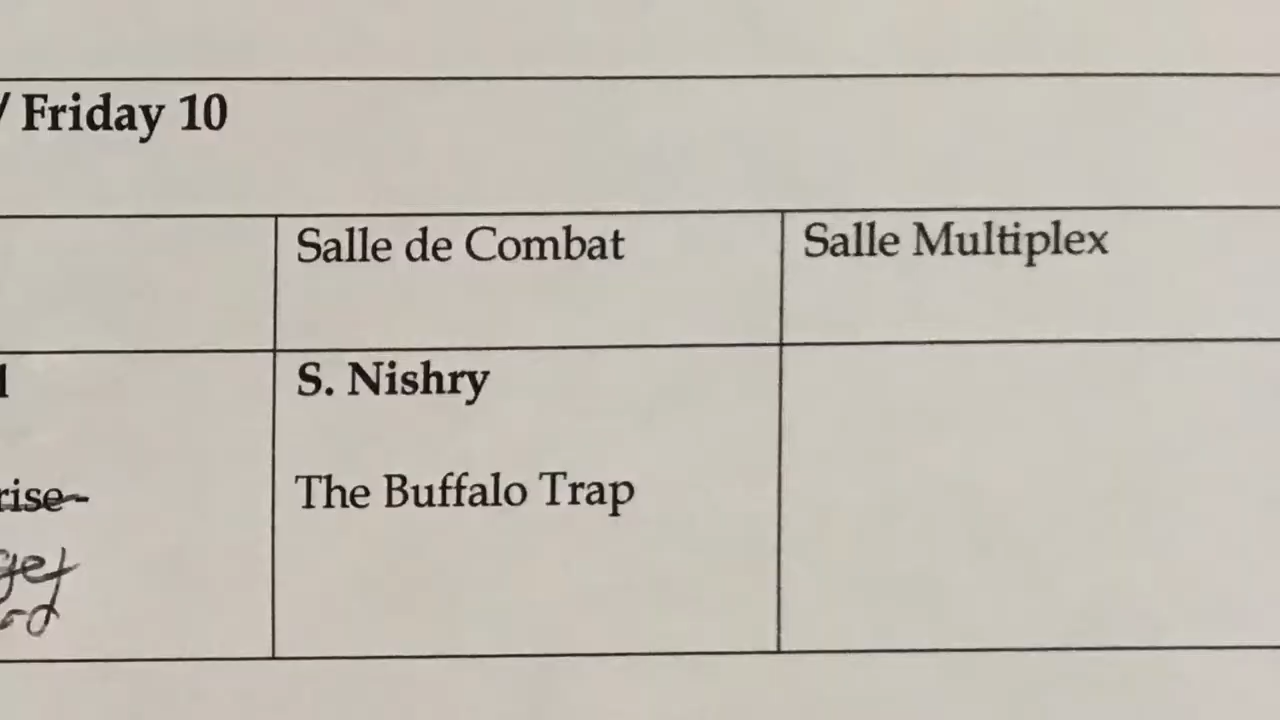 / Friday 10
Salle de Combat
Salle Multiplex
S. Nishry
The Buffalo Trap